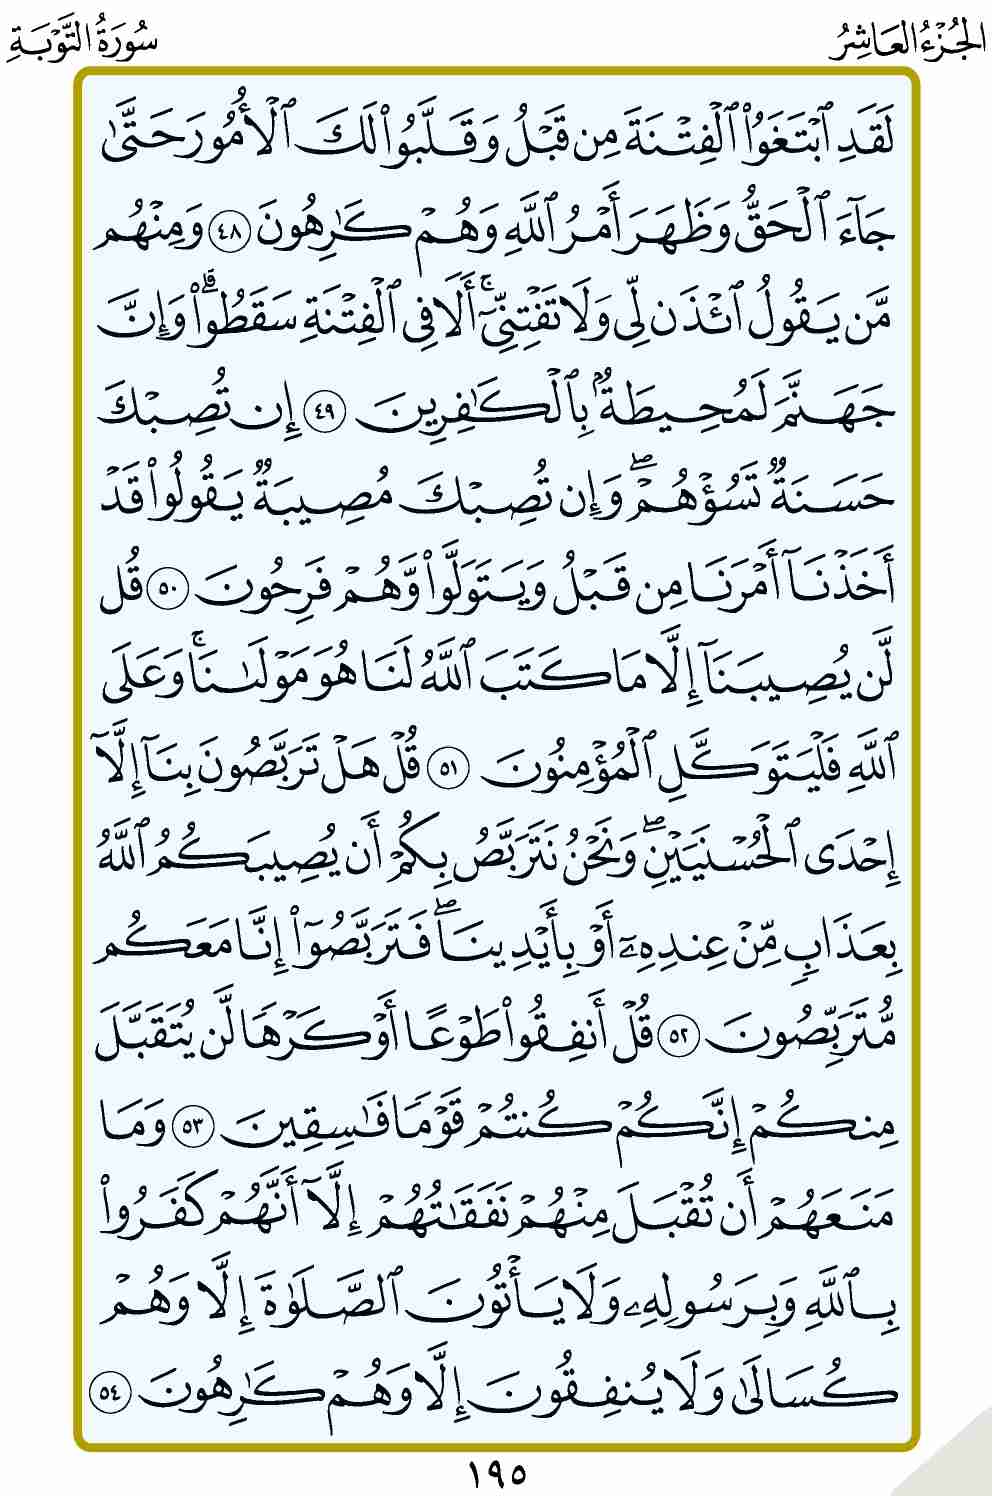 الجُزْءُ العَاشِرُ
سُورَةُ التَّوْبَةِ
لَقَدِ ٱبۡتَغَوُاْ ٱلۡفِتۡنَةَ مِن قَبۡلُ وَقَلَّبُواْ لَكَ ٱلۡأُمُورَ حَتَّىٰ
جَآءَ ٱلۡحَقُّ وَظَهَرَ أَمۡرُ ٱللَّهِ وَهُمۡ كَٰرِهُونَ ٤٨ وَمِنۡهُم
مَّن يَقُولُ ٱئۡذَن لِّي وَلَا تَفۡتِنِّيٓۚ أَلَا فِي ٱلۡفِتۡنَةِ سَقَطُواْۗ وَإِنَّ
جَهَنَّمَ لَمُحِيطَةُۢ بِٱلۡكَٰفِرِينَ ٤٩ إِن تُصِبۡكَ
حَسَنَةٞ تَسُؤۡهُمۡۖ وَإِن تُصِبۡكَ مُصِيبَةٞ يَقُولُواْ قَدۡ
أَخَذۡنَآ أَمۡرَنَا مِن قَبۡلُ وَيَتَوَلَّواْ وَّهُمۡ فَرِحُونَ ٥٠ قُل
لَّن يُصِيبَنَآ إِلَّا مَا كَتَبَ ٱللَّهُ لَنَا هُوَ مَوۡلَىٰنَاۚ وَعَلَى
ٱللَّهِ فَلۡيَتَوَكَّلِ ٱلۡمُؤۡمِنُونَ ٥١ قُلۡ هَلۡ تَرَبَّصُونَ بِنَآ إِلَّآ
إِحۡدَى ٱلۡحُسۡنَيَيۡنِۖ وَنَحۡنُ نَتَرَبَّصُ بِكُمۡ أَن يُصِيبَكُمُ ٱللَّهُ
بِعَذَابٖ مِّنۡ عِندِهِۦٓ أَوۡ بِأَيۡدِينَاۖ فَتَرَبَّصُوٓاْ إِنَّا مَعَكُم
مُّتَرَبِّصُونَ ٥٢ قُلۡ أَنفِقُواْ طَوۡعًا أَوۡ كَرۡهٗا لَّن يُتَقَبَّلَ
مِنكُمۡ إِنَّكُمۡ كُنتُمۡ قَوۡمٗا فَٰسِقِينَ ٥٣ وَمَا
مَنَعَهُمۡ أَن تُقۡبَلَ مِنۡهُمۡ نَفَقَٰتُهُمۡ إِلَّآ أَنَّهُمۡ كَفَرُواْ
بِٱللَّهِ وَبِرَسُولِهِۦ وَلَا يَأۡتُونَ ٱلصَّلَوٰةَ إِلَّا وَهُمۡ
كُسَالَىٰ وَلَا يُنفِقُونَ إِلَّا وَهُمۡ كَٰرِهُونَ ٥٤
١٩٥